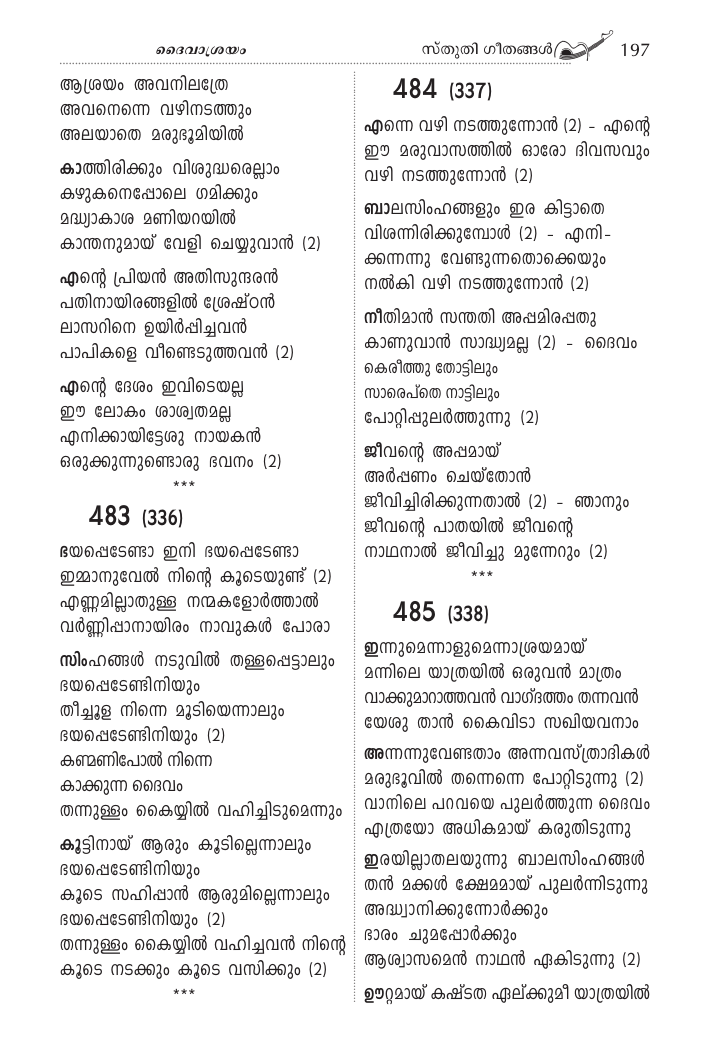 ദൈവാശ്രയം
സ്തുതി ഗീതങ്ങൾ 197
ആശ്രയം അവനിലത്രേ
അവനെന്നെ വഴിനടത്തും
അലയാതെ മരുഭൂമിയിൽ
കാത്തിരിക്കും വിശുദ്ധരെല്ലാം
കഴുകനെപ്പോലെ ഗമിക്കും
മദ്ധ്യാകാശ മണിയറയിൽ
കാന്തനുമായ് വേളി ചെയ്യുവാൻ (2)
എന്റെ പ്രിയൻ അതിസുന്ദരൻ
പതിനായിരങ്ങളിൽ ശ്രേഷ്ഠൻ
ലാസറിനെ ഉയിർപ്പിച്ചവൻ
പാപികളെ വീണ്ടെടുത്തവൻ (2)
എന്റെ ദേശം ഇവിടെയല്ല
ഈ ലോകം ശാശ്വതമല്ല
എനിക്കായിട്ടേശു നായകൻ
ഒരുക്കുന്നുണ്ടൊരു ഭവനം (2)
***
483 (336)
ഭയപ്പെടേണ്ടാ ഇനി ഭയപ്പെടേണ്ടാ
ഇമ്മാനുവേൽ നിന്റെ കൂടെയുണ്ട് (2)
എണ്ണമില്ലാതുള്ള നന്മകളോർത്താൽ
വർണ്ണിപ്പാനായിരം നാവുകൾ പോരാ
സിംഹങ്ങൾ നടുവിൽ തള്ളപ്പെട്ടാലും
ഭയപ്പെടേണ്ടിനിയും
തീച്ചൂള നിന്നെ മൂടിയെന്നാലും
ഭയപ്പെടേണ്ടിനിയും (2)
കണ്മണിപോൽ നിന്നെ
കാക്കുന്ന ദൈവം
തന്നുള്ളം കൈയ്യിൽ വഹിച്ചിടുമെന്നും
കൂട്ടിനായ് ആരും കൂടില്ലെന്നാലും
ഭയപ്പെടേണ്ടിനിയും
കൂടെ സഹിപ്പാൻ ആരുമില്ലെന്നാലും
ഭയപ്പെടേണ്ടിനിയും (2)
തന്നുള്ളം കൈയ്യിൽ വഹിച്ചവൻ നിന്റെ
കൂടെ നടക്കും കൂടെ വസിക്കും (2)
***
484 (337)
എന്നെ വഴി നടത്തുന്നോൻ (2) – എന്റെ
ഈ മരുവാസത്തിൽ ഓരോ ദിവസവും
വഴി നടത്തുന്നോൻ (2)
ബാലസിംഹങ്ങളും ഇര കിട്ടാതെ
വിശന്നിരിക്കുമ്പോൾ (2) – എനി-
ക്കന്നന്നു വേണ്ടുന്നതൊക്കെയും
നൽകി വഴി നടത്തുന്നോൻ (2)
നീതിമാൻ സന്തതി അപ്പമിരപ്പതു
കാണുവാൻ സാദ്ധ്യമല്ല (2) – ദൈവം
കെരീത്തു തോട്ടിലും
സാരെപ്തെ നാട്ടിലും
പോറ്റിപ്പുലർത്തുന്നു (2)
ജീവന്റെ അപ്പമായ്
അർപ്പണം ചെയ്തോൻ
ജീവിച്ചിരിക്കുന്നതാൽ (2) – ഞാനും
ജീവന്റെ പാതയിൽ ജീവന്റെ
നാഥനാൽ ജീവിച്ചു മുന്നേറും (2)
***
485 (338)
ഇന്നുമെന്നാളുമെന്നാശ്രയമായ്
മന്നിലെ യാത്രയിൽ ഒരുവൻ മാത്രം
വാക്കുമാറാത്തവൻ വാഗ്ദത്തം തന്നവൻ
യേശു താൻ കൈവിടാ സഖിയവനാം
അന്നന്നുവേണ്ടതാം അന്നവസ്ത്രാദികൾ
മരുഭൂവിൽ തന്നെന്നെ പോറ്റിടുന്നു (2)
വാനിലെ പറവയെ പുലർത്തുന്ന ദൈവം
എത്രയോ അധികമായ് കരുതിടുന്നു
ഇരയില്ലാതലയുന്നു ബാലസിംഹങ്ങൾ
തൻ മക്കൾ ക്ഷേമമായ് പുലർന്നിടുന്നു
അദ്ധ്വാനിക്കുന്നോർക്കും
ഭാരം ചുമപ്പോർക്കും
ആശ്വാസമെൻ നാഥൻ ഏകിടുന്നു (2)
ഊറ്റമായ് കഷ്ടത ഏല്ക്കുമീ യാത്രയിൽ